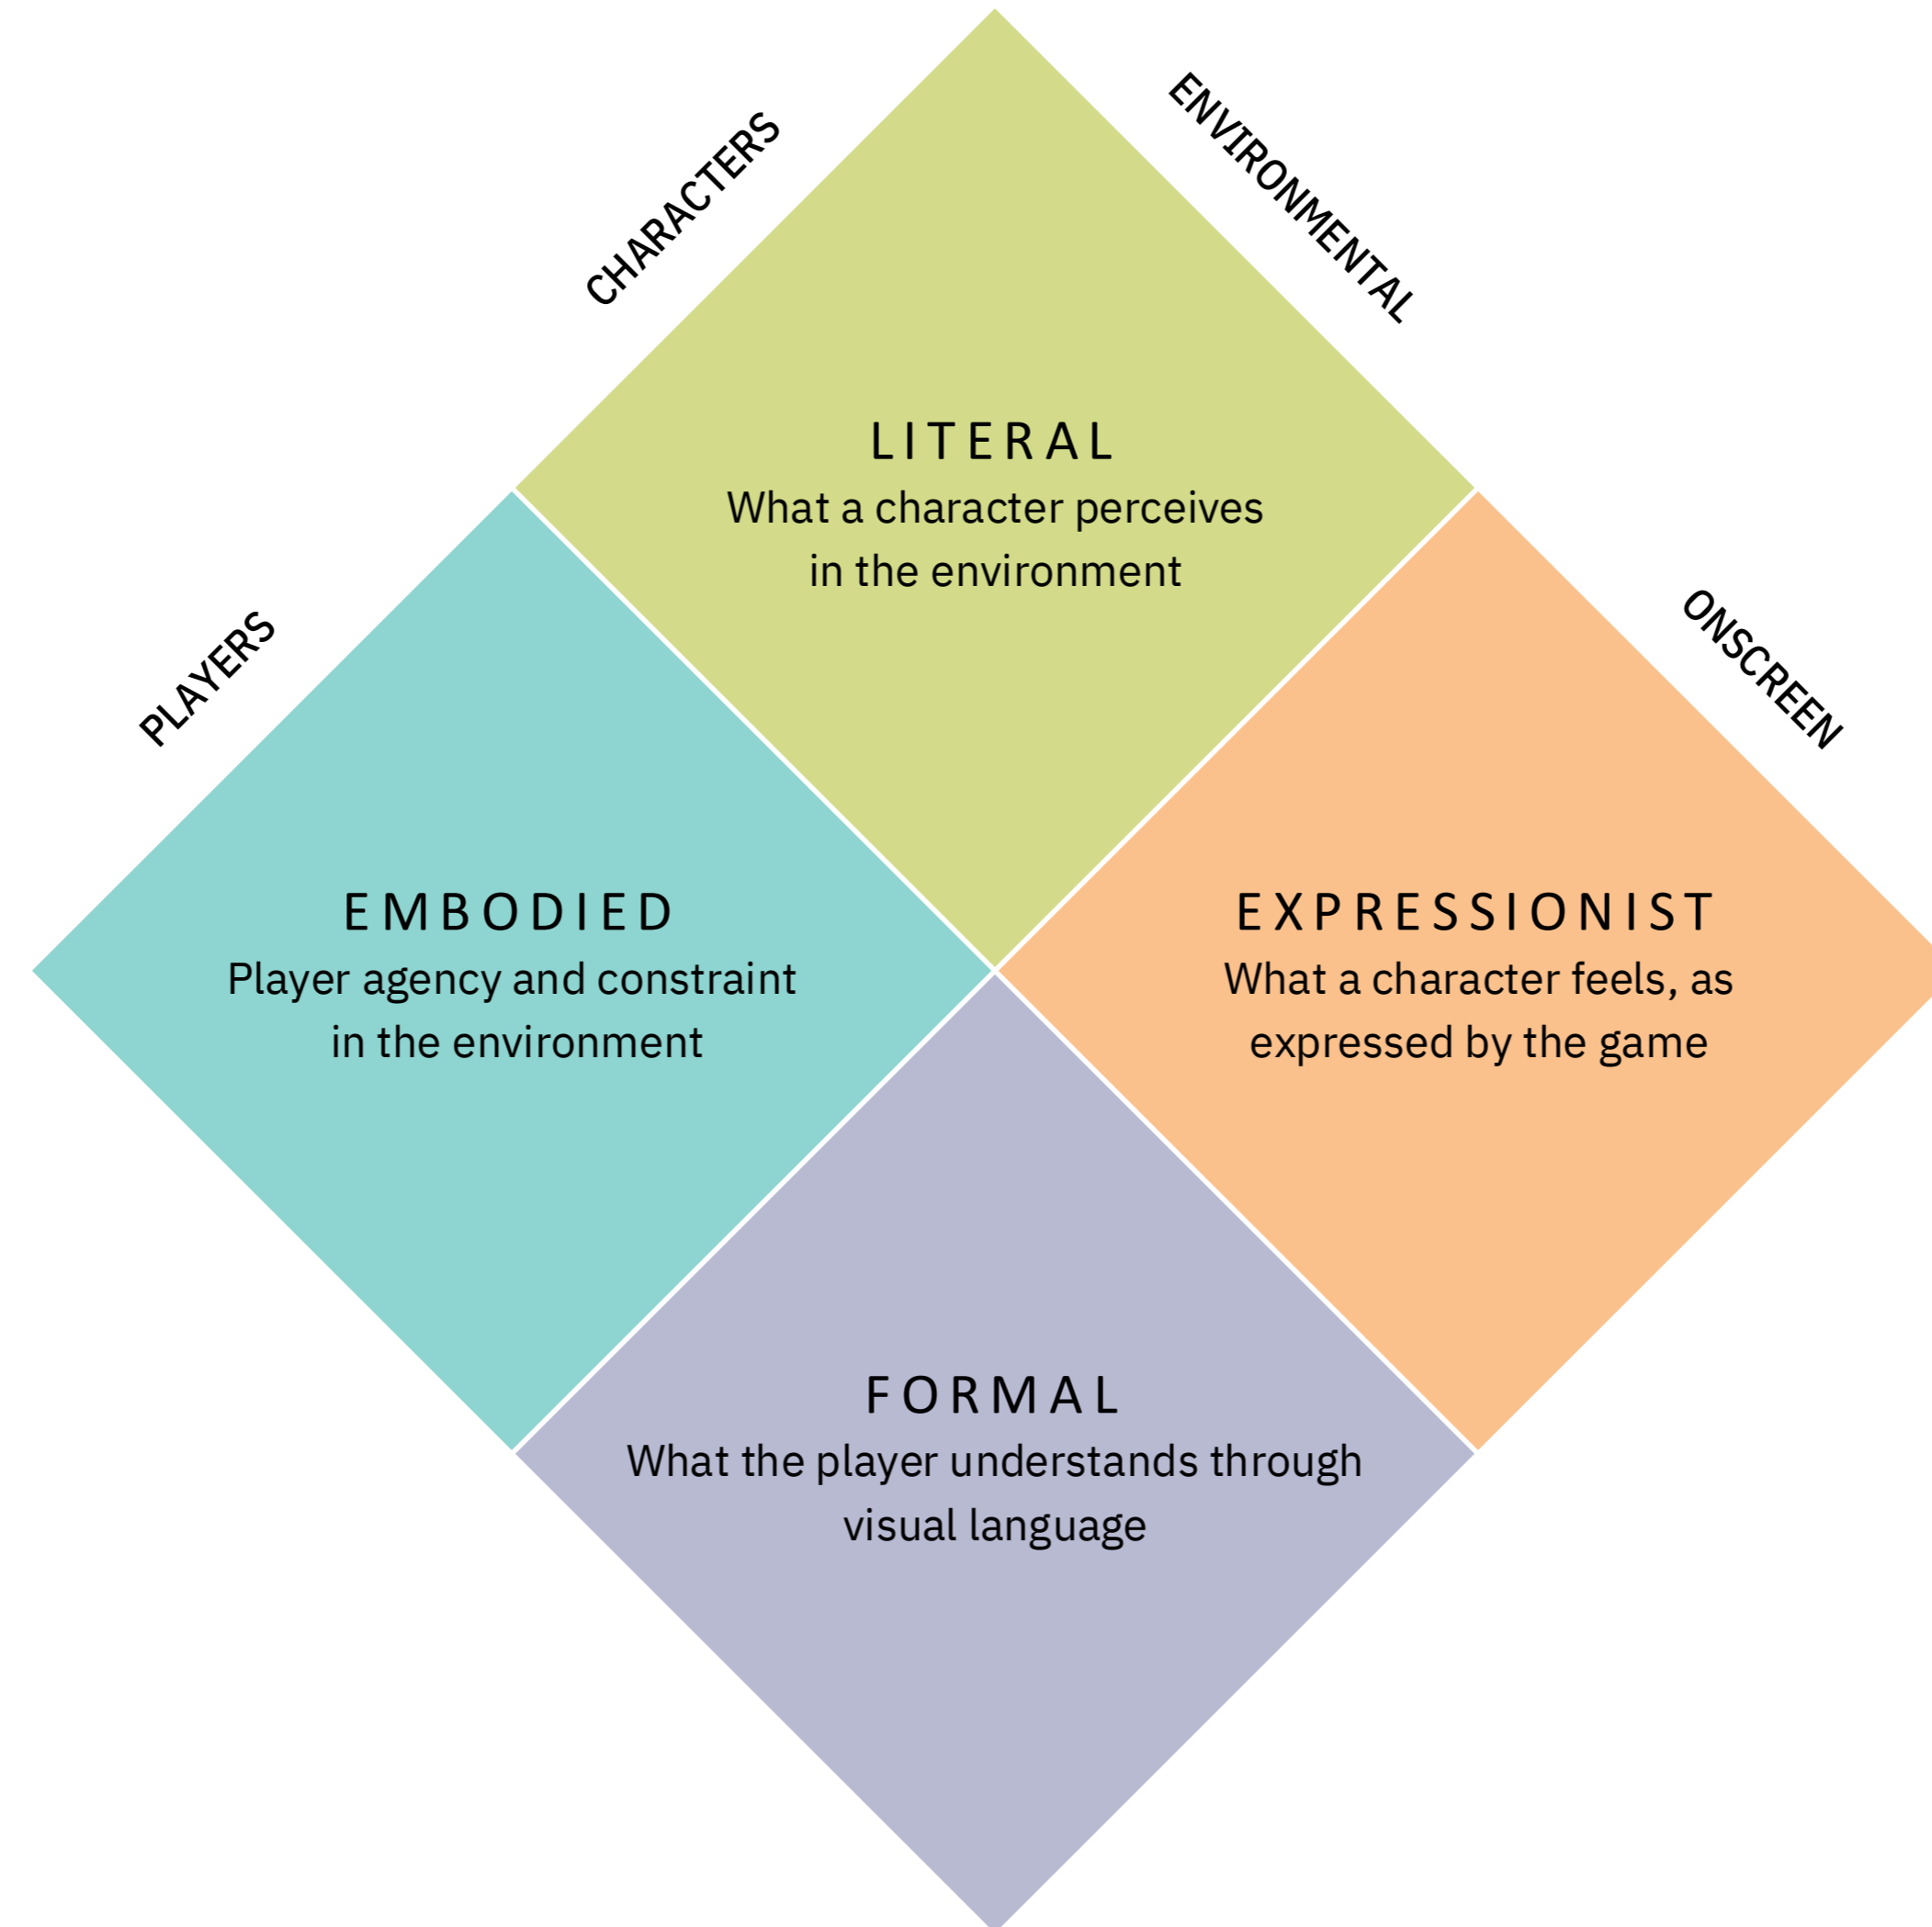 CHARACTERS
ENVIRONMENTAL
LITERAL
What a character perceives
in the environment
PLAYERS
ONSCREEN
EMBODIED
Player agency and constraint
in the environment
EXPRESSIONIST
What a character feels, as
expressed by the game
FORMAL
What the player understands through
visual language